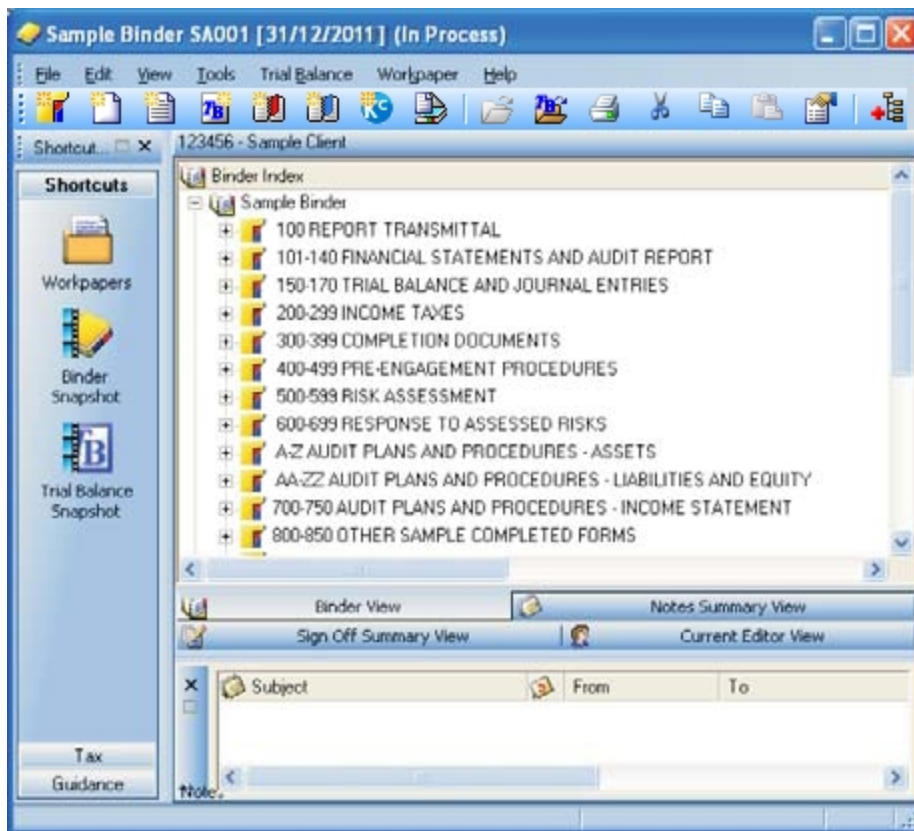 Sample Binder SA001 [31/12/2011] (In Process)
File Edit View Tools Trial Balance Workpaper Help
Shortcut...
123456 - Sample Client
Shortcuts
Workpapers
Binder
Snapshot
Trial Balance
Snapshot
Tax
Guidance
Binder Index
Sample Binder
100 REPORT TRANSMITTAL
101-140 FINANCIAL STATEMENTS AND AUDIT REPORT
150-170 TRIAL BALANCE AND JOURNAL ENTRIES
200-299 INCOME TAXES
300-399 COMPLETION DOCUMENTS
400-499 PRE-ENGAGEMENT PROCEDURES
500-599 RISK ASSESSMENT
600-699 RESPONSE TO ASSESSED RISKS
A-Z AUDIT PLANS AND PROCEDURES - ASSETS
AA-ZZ AUDIT PLANS AND PROCEDURES - LIABILITIES AND EQUITY
700-750 AUDIT PLANS AND PROCEDURES - INCOME STATEMENT
800-850 OTHER SAMPLE COMPLETED FORMS
Binder View Notes Summary View
Sign Off Summary View Current Editor View
Subject From To